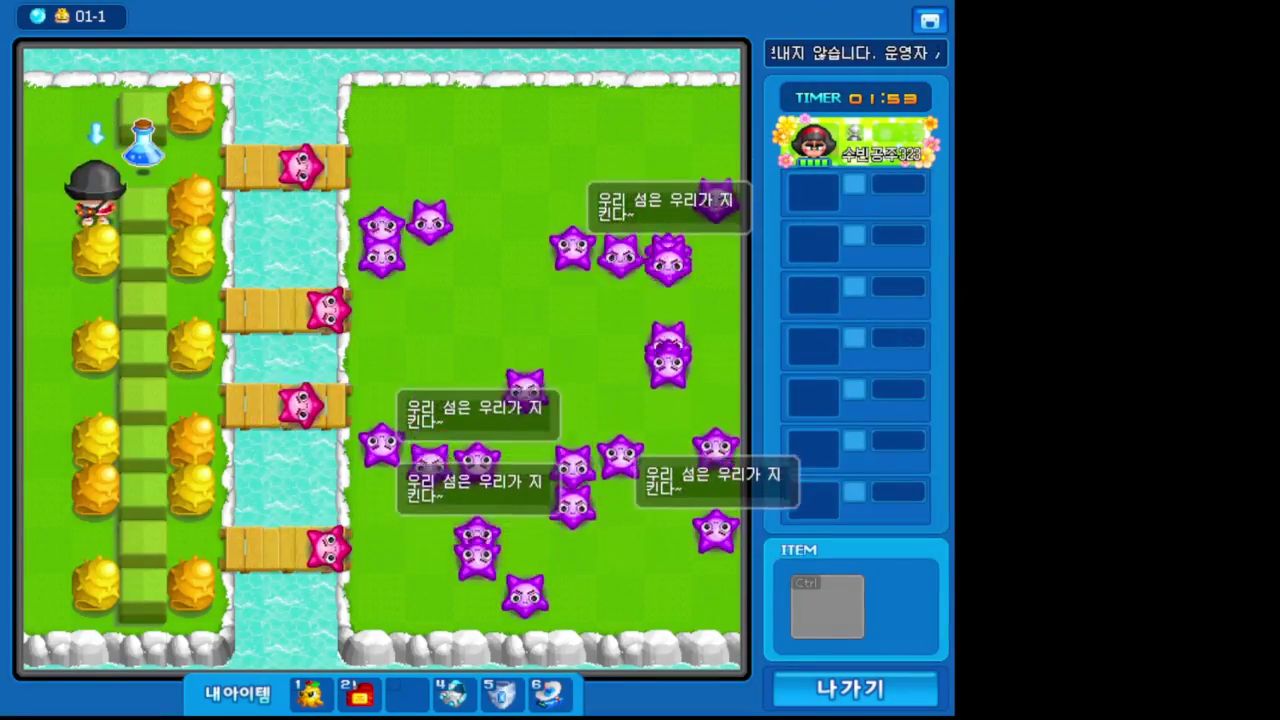 01-1
!내지 않습니다. 운영자
TIMER 01:53
수빈공주023
우리 섬은 우리가 지
킨다~
우리 섬은 우리가 지
킨다~
우리 섬은 우리가 지
킨다~
우리 섬은 우리가 지
킨다~
ITEM
Ctrl
내 아이템
1
2
4
5
6
나가기